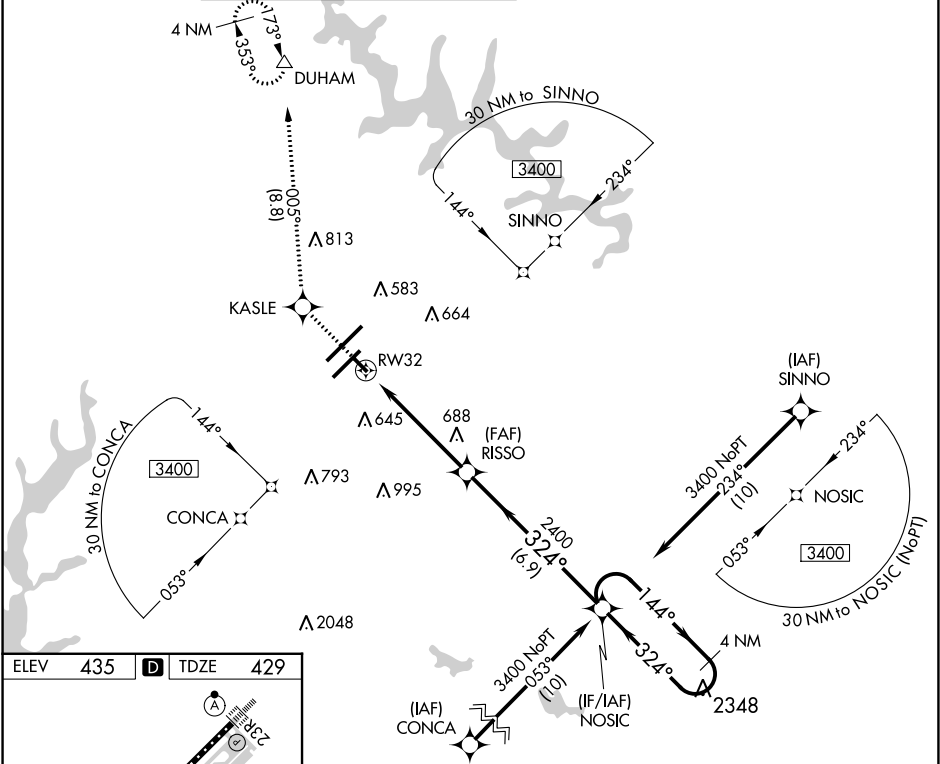 4 NM
173°
353°
DUHAM
30 NM to SINNO
3400
144°
234°
SINNO
005°
(8.8)
813
583
664
KASLE
RW32
(IAF)
SINNO
645
688
(FAF)
RISSO
3400 NoPT
234°
(10)
234°
NOSIC
053°
3400
30 NM to NOSIC (NoPT)
30 NM to CONCA
144°
3400
CONCA
053°
793
995
2400
324°
(6.9)
2048
144°
4 NM
324°
2348
3400 NoPT
053°
(10)
(IF/IAF)
NOSIC
(IAF)
CONCA
ELEV 435 D TDZE 429
A
23R
P